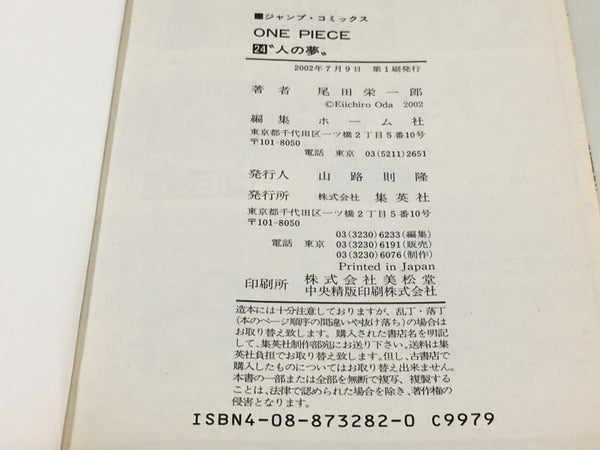 ■ジャンプ・コミックス
ONE PIECE
24〝人の夢〟
2002年7月9日 第1刷発行
著者 尾田栄一郎
©Eiichiro Oda 2002
編集 ホーム社
東京都千代田区一ツ橋2丁目5番10号
〒101-8050
電話 東京 03(5211)2651
発行人 山路則隆
発行所 株式会社 集英社
東京都千代田区一ツ橋2丁目5番10号
〒101-8050
03(3230)6233(編集)
電話 東京 03(3230)6191(販売)
03(3230)6076(制作)
Printed in Japan
印刷所 株式会社美松堂
中央精版印刷株式会社
造本には十分注意しておりますが、乱丁・落丁
(本のページ順序の間違いや抜け落ち)の場合は
お取り替え致します。購入された書店名を明記
して、集英社制作部宛にお送り下さい。送料は集
英社負担でお取り替え致します。但し、古書店で
購入したものについてはお取り替え出来ません。
本書の一部または全部を無断で複写、複製する
ことは、法律で認められた場合を除き、著作権の
侵害となります。
ISBN4-08-873282-0 C9979